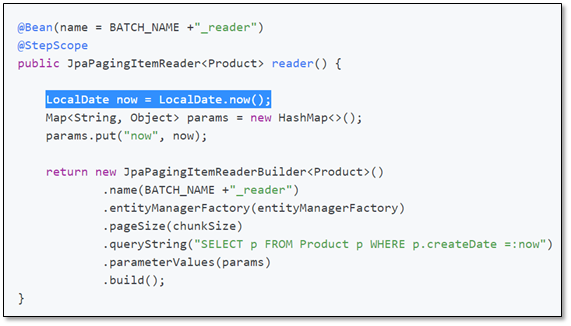 @Bean(name = BATCH_NAME +"_reader")
@StepScope
public JpaPagingItemReader<Product> reader() {
LocalDate now = LocalDate.now();
Map<String, Object> params = new HashMap<>();
params.put("now", now);
return new JpaPagingItemReaderBuilder<Product>()
.name(BATCH_NAME +"_reader")
.entityManagerFactory(entityManagerFactory)
.pageSize(chunkSize)
.queryString("SELECT p FROM Product p WHERE p.createDate =:now")
.parameterValues(params)
.build();
}